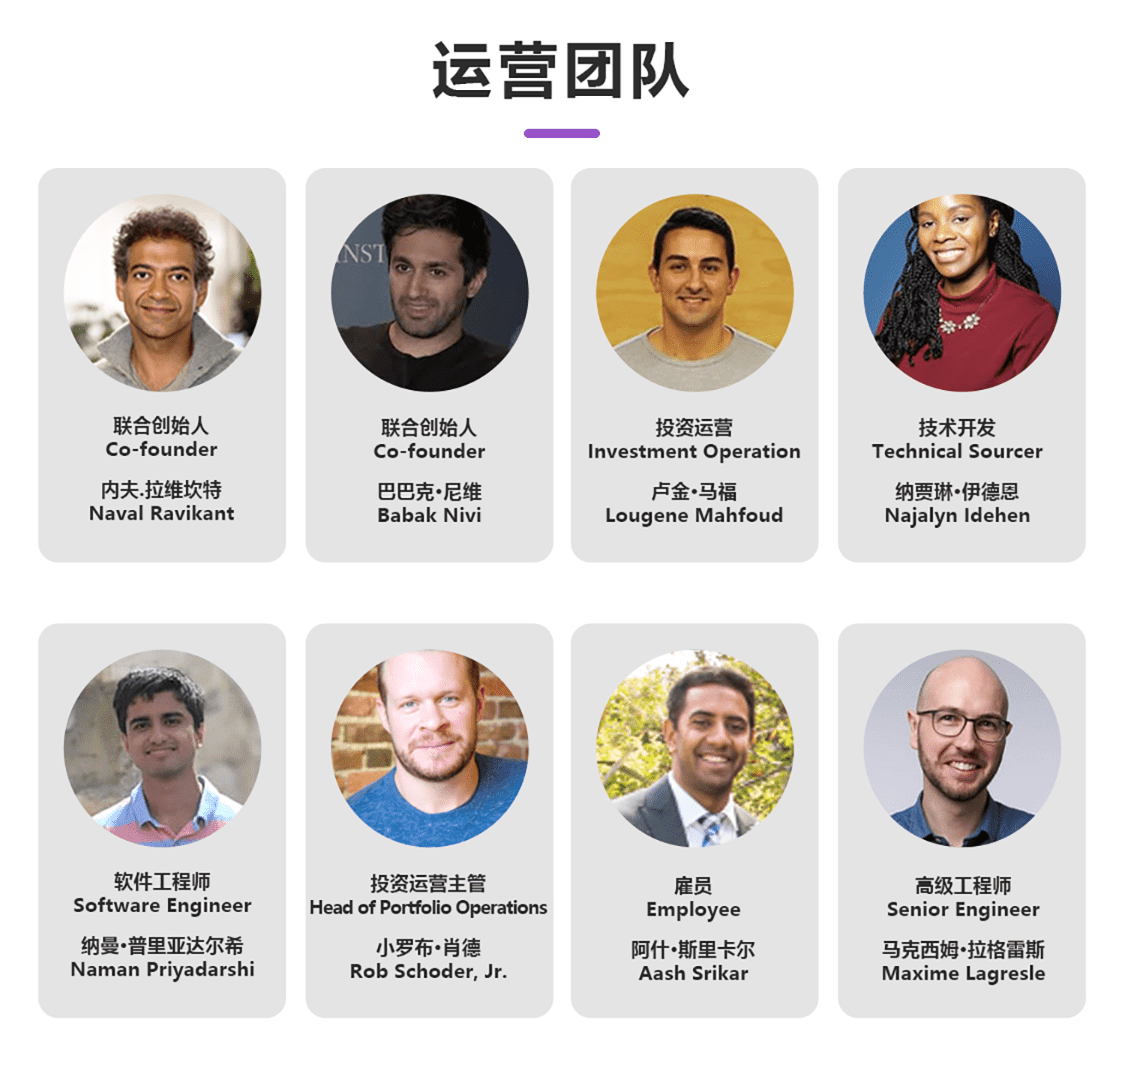 运营团队
联合创始人
Co-founder
内夫.拉维坎特
Naval Ravikant
联合创始人
Co-founder
巴巴克•尼维
Babak Nivi
投资运营
Investment Operation
卢金•马福
Lougene Mahfoud
技术开发
Technical Sourcer
纳贾琳•伊德恩
Najalyn Idehen
软件工程师
Software Engineer
纳曼•普里亚达尔希
Naman Priyadarshi
投资运营主管
Head of Portfolio Operations
小罗布•肖德
Rob Schoder, Jr.
雇员
Employee
阿什•斯里卡尔
Aash Srikar
高级工程师
Senior Engineer
马克西姆•拉格雷斯
Maxime Lagresle